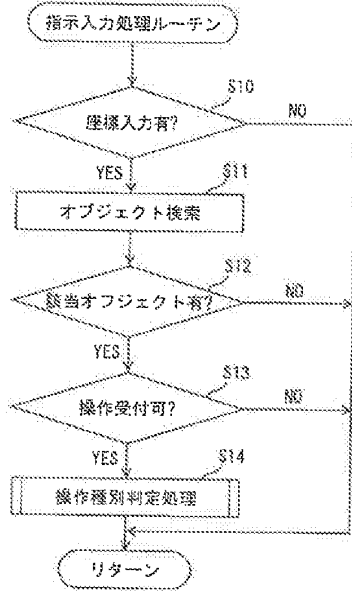 指示入力処理ルーチン
S10
座標入力有?
NO
YES
S11
オブジェクト検索
S12
該当オブジェクト有?
NO
YES
S13
操作受付可?
NO
YES
S14
操作種別判定処理
リターン